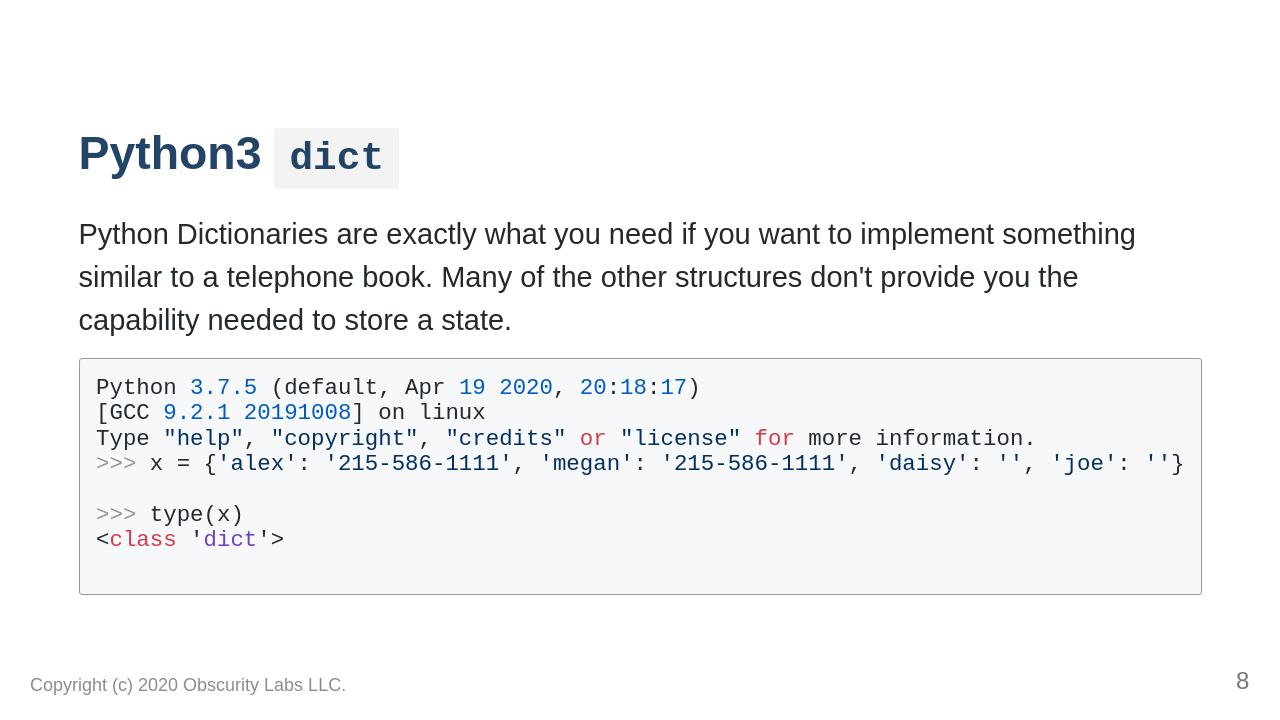 Python3 dict
Python Dictionaries are exactly what you need if you want to implement something
similar to a telephone book. Many of the other structures don't provide you the
capability needed to store a state.
Python 3.7.5 (default, Apr 19 2020, 20:18:17)
[GCC 9.2.1 20191008] on linux
Type "help", "copyright", "credits" or "license" for more information.
>>> x = {'alex': '215-586-1111', 'megan': '215-586-1111', 'daisy': '', 'joe': ''}
>>> type(x)
<class 'dict'>
Copyright (c) 2020 Obscurity Labs LLC.
8